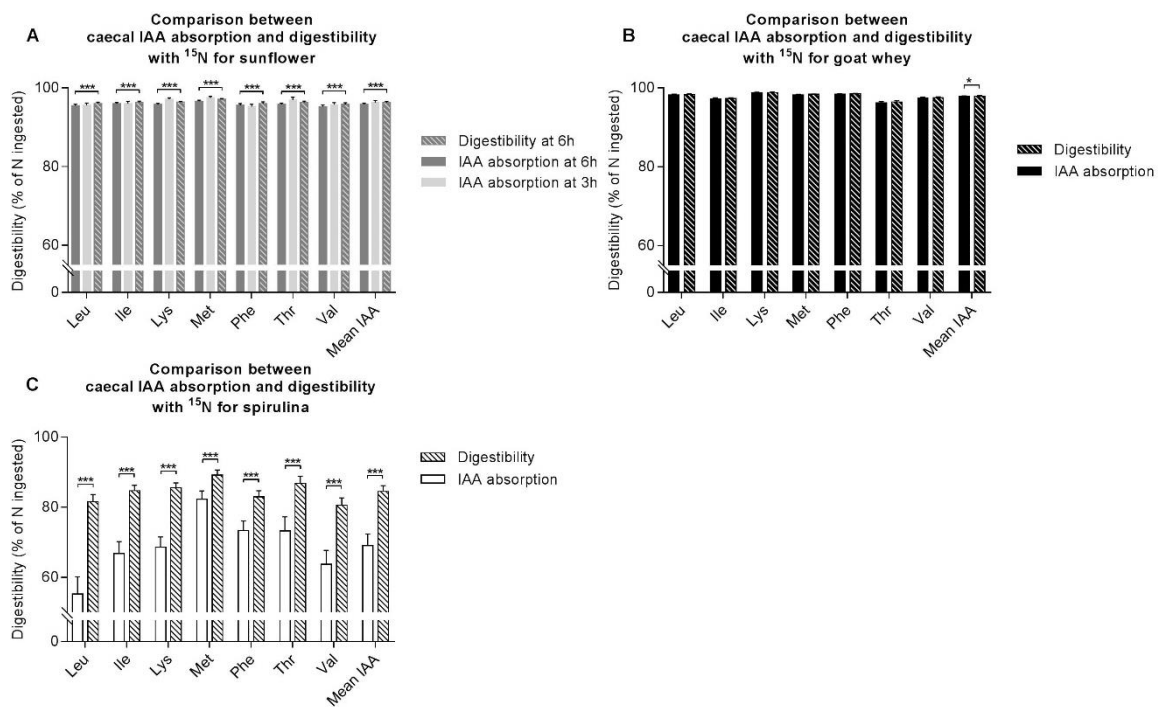 A
Comparison between
caecal IAA absorption and digestibility
with ¹⁵N for sunflower
Digestibility (% of N ingested)
100
80
60
0
*** *** *** *** *** *** *** ***
Leu Ile Lys Met Phe Thr Val Mean IAA
Digestibility at 6h
IAA absorption at 6h
IAA absorption at 3h
B
Comparison between
caecal IAA absorption and digestibility
with ¹⁵N for goat whey
Digestibility (% of N ingested)
100
80
60
0
*
Leu Ile Lys Met Phe Thr Val Mean IAA
Digestibility
IAA absorption
C
Comparison between
caecal IAA absorption and digestibility
with ¹⁵N for spirulina
Digestibility (% of N ingested)
100
80
60
0
*** *** *** *** *** *** *** ***
Leu Ile Lys Met Phe Thr Val Mean IAA
Digestibility
IAA absorption